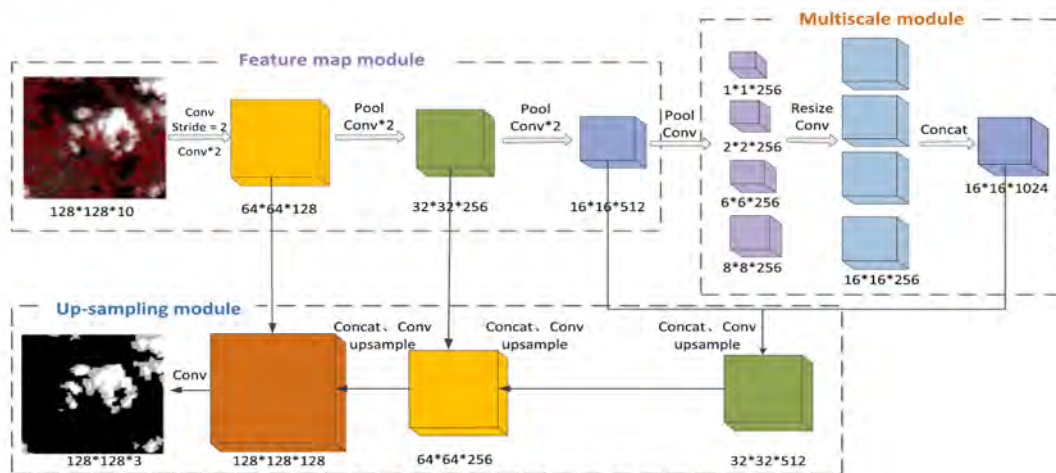 Multiscale module
Feature map module
Conv
Stride = 2
Conv*2
Pool
Conv*2
Pool
Conv*2
Pool
Conv
1*1*256
2*2*256
6*6*256
8*8*256
Resize
Conv
16*16*256
Concat
16*16*1024
128*128*10
64*64*128
32*32*256
16*16*512
Up-sampling module
Conv
Concat、Conv
upsample
Concat、Conv
upsample
Concat、Conv
upsample
128*128*3
128*128*128
64*64*256
32*32*512